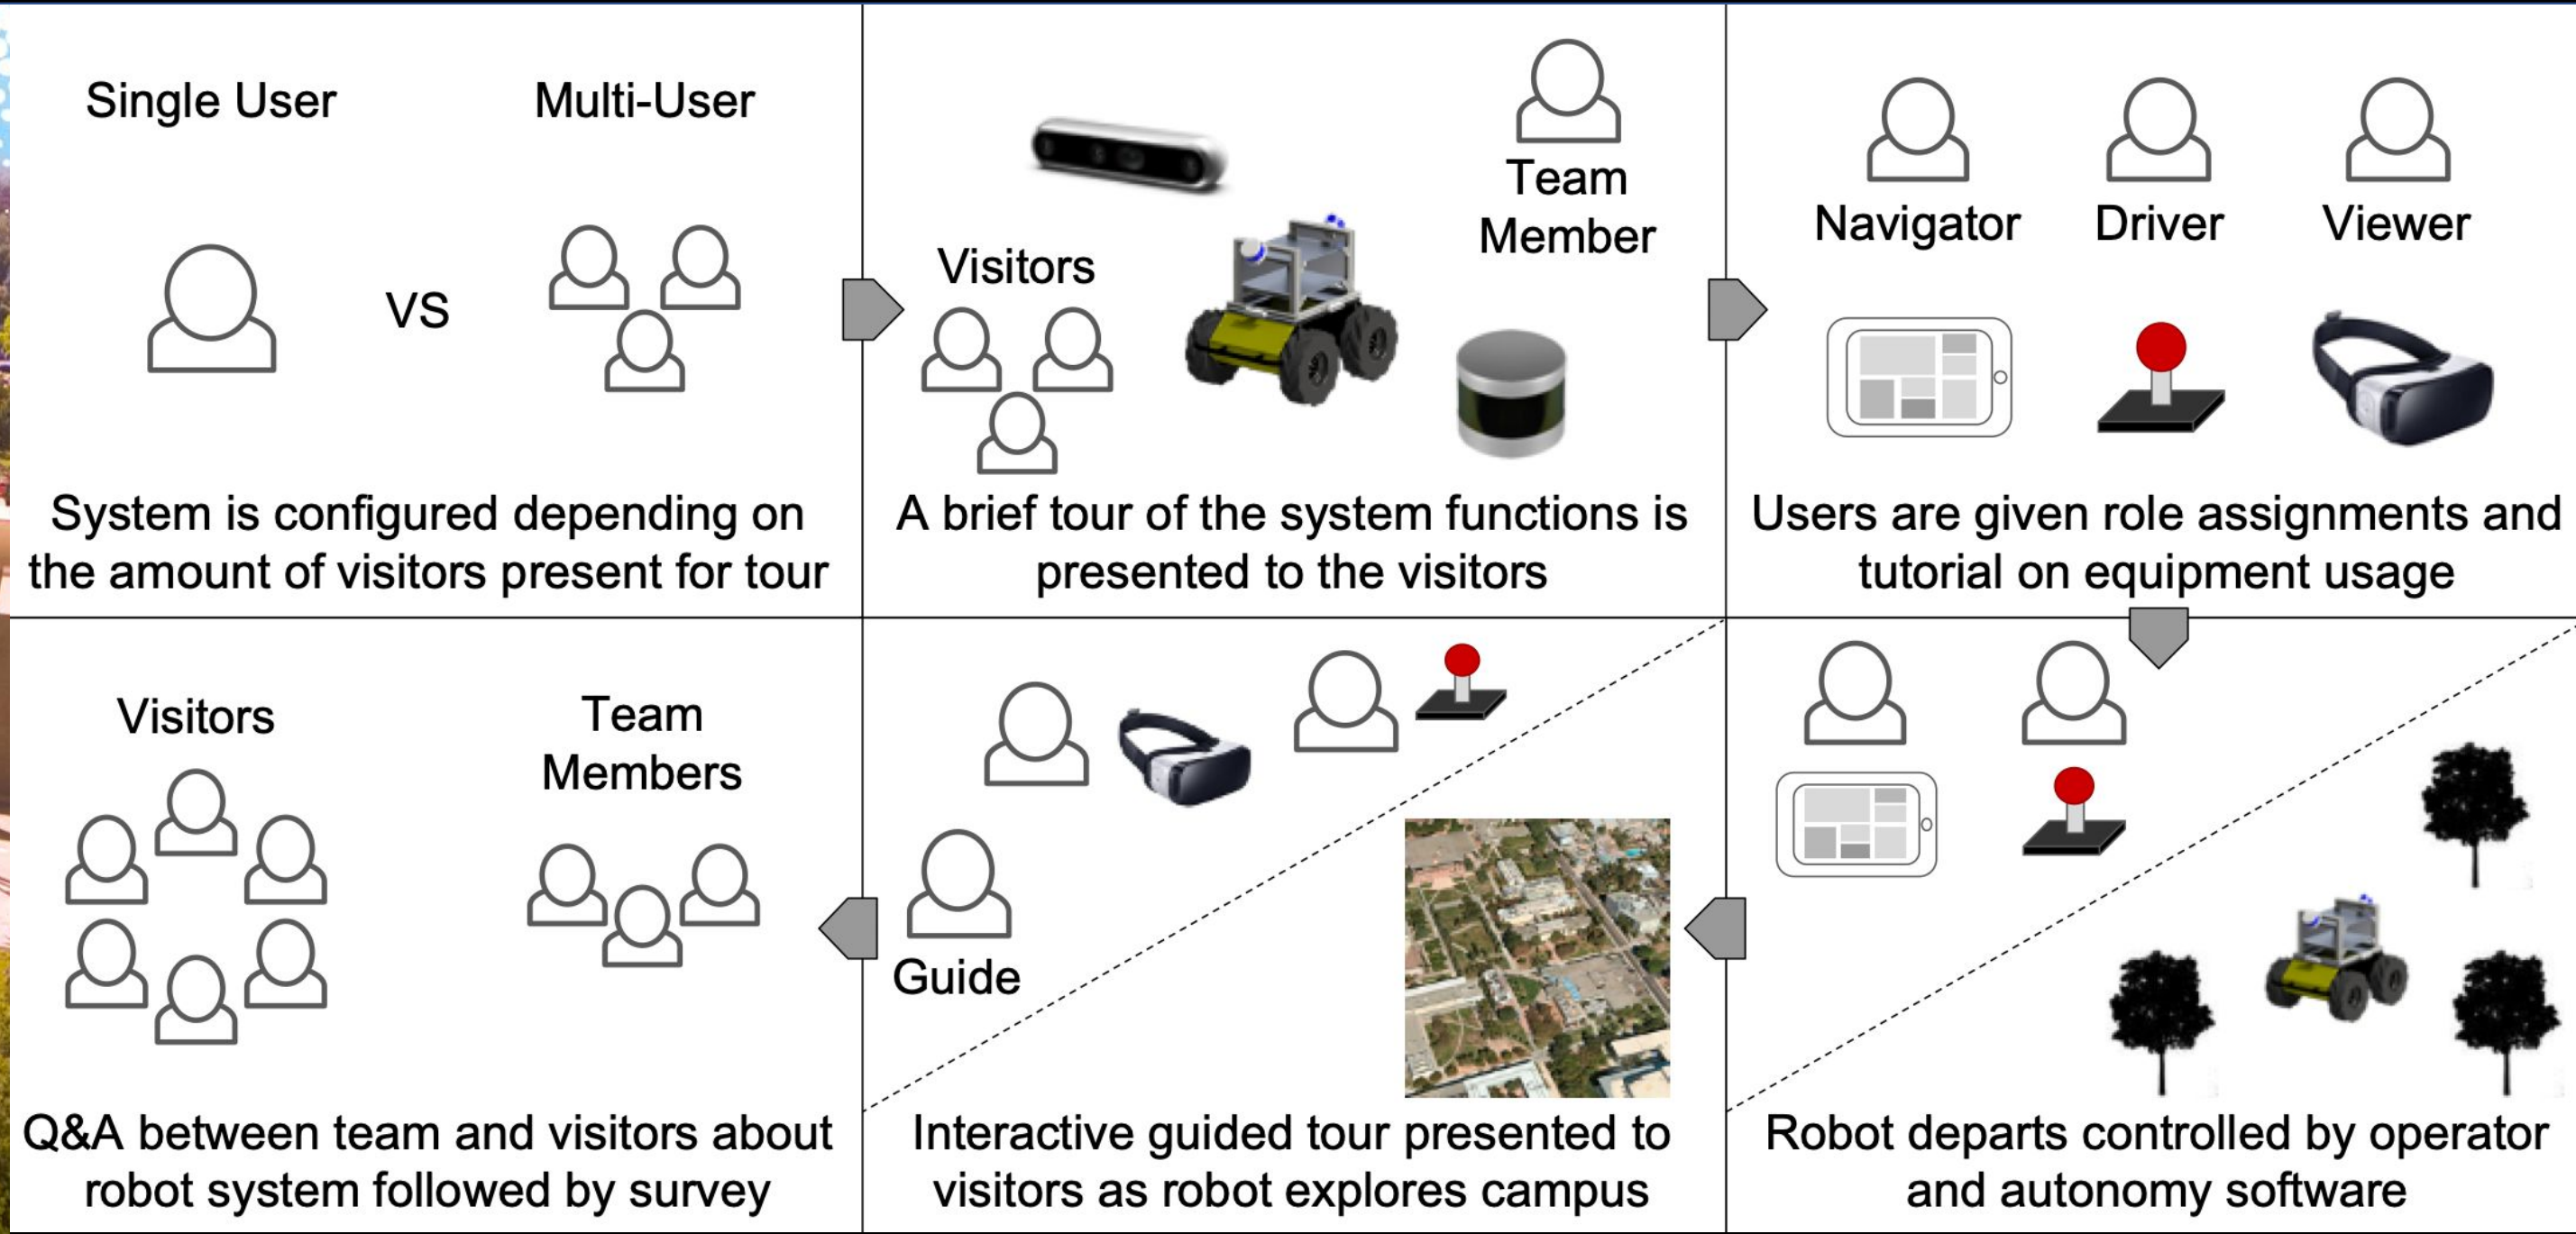 Single User
Multi-User
VS
System is configured depending on
the amount of visitors present for tour
Team
Member
Visitors
A brief tour of the system functions is
presented to the visitors
Navigator
Driver
Viewer
Users are given role assignments and
tutorial on equipment usage
Visitors
Team
Members
Q&A between team and visitors about
robot system followed by survey
Guide
Interactive guided tour presented to
visitors as robot explores campus
Robot departs controlled by operator
and autonomy software